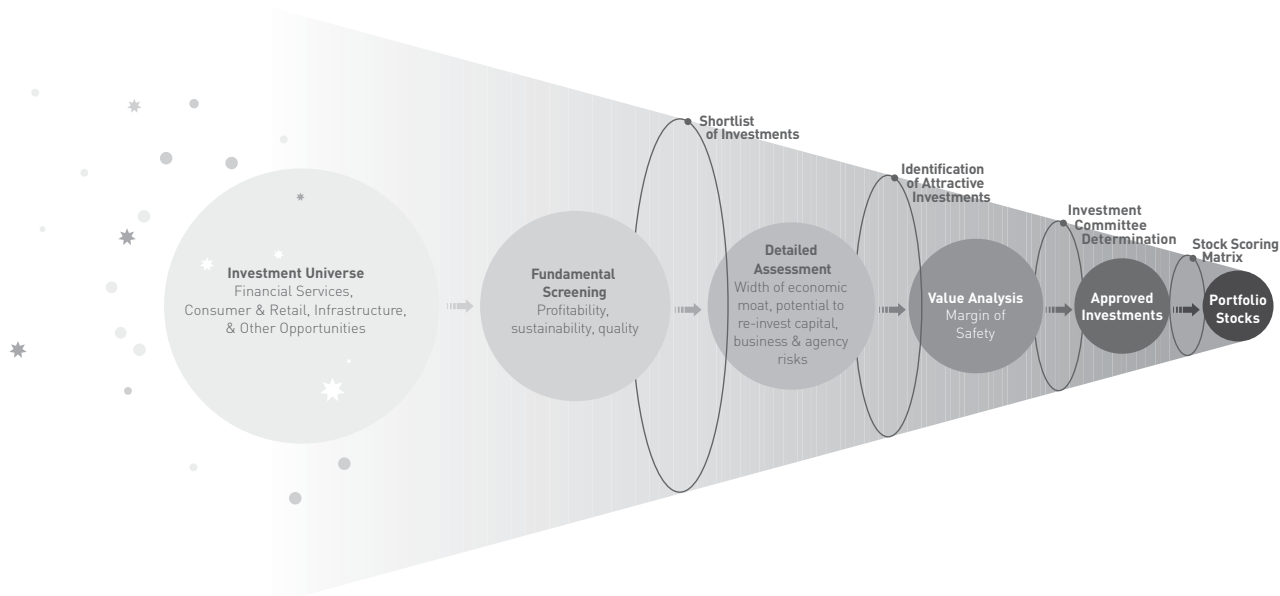 Shortlist
of Investments
Identification
of Attractive
Investments
Investment
Committee
Determination
Stock Scoring
Matrix
Investment Universe
Financial Services,
Consumer & Retail, Infrastructure,
& Other Opportunities
Fundamental
Screening
Profitability,
sustainability, quality
Detailed
Assessment
Width of economic
moat, potential to
re-invest capital,
business & agency
risks
Value Analysis
Margin of
Safety
Approved
Investments
Portfolio
Stocks